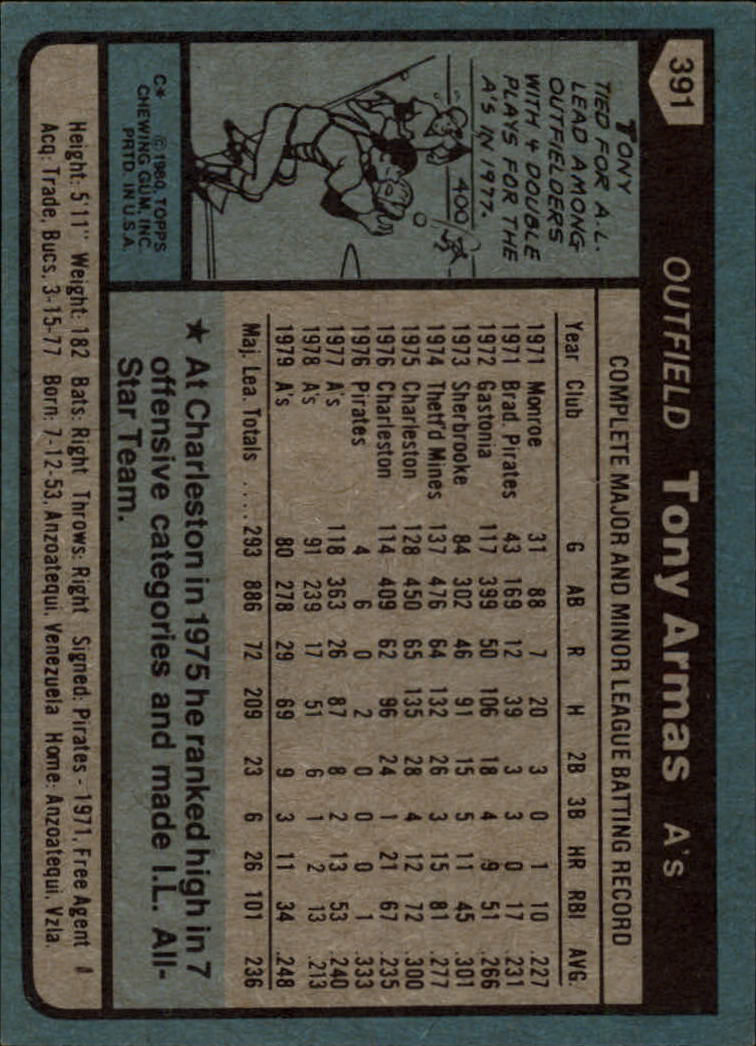 391
OUTFIELD Tony Armas A's
TONY
TIED FOR A.L.
LEAD AMONG
OUTFIELDERS
WITH 4 DOUBLE
PLAYS FOR THE
A'S IN 1977.
400
C* © 1980, TOPPS
CHEWING GUM, INC.
PRTD. IN U.S.A.
COMPLETE MAJOR AND MINOR LEAGUE BATTING RECORD
Year Club G AB R H 2B 3B HR RBI AVG.
1971 Monroe 31 88 7 20 3 0 1 10 .227
1971 Brad. Pirates 43 169 12 39 3 3 0 17 .231
1972 Gastonia 117 399 50 106 18 4 9 51 .266
1973 Sherbrooke 84 302 46 91 15 5 11 45 .301
1974 Thetf'd Mines 137 476 64 132 26 3 15 81 .277
1975 Charleston 128 450 65 135 28 4 12 72 .300
1976 Charleston 114 409 62 96 24 1 21 67 .235
1976 Pirates 4 6 0 2 0 0 0 1 .333
1977 A's 118 363 26 87 8 2 13 53 .240
1978 A's 91 239 17 51 6 1 2 13 .213
1979 A's 80 278 29 69 9 3 11 34 .248
Maj. Lea. Totals ..... 293 886 72 209 23 6 26 101 .236
★ At Charleston in 1975 he ranked high in 7
offensive categories and made I.L. All-
Star Team.
Height: 5'11" Weight: 182 Bats: Right Throws: Right Signed: Pirates - 1971, Free Agent
Acq: Trade, Bucs, 3-15-77 Born: 7-12-53, Anzoatequi, Venezuela Home: Anzoatequi, Vzla.